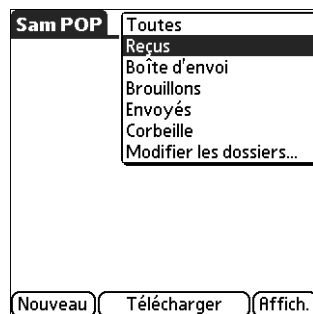 Sam POP
Toutes
Reçus
Boîte d'envoi
Brouillons
Envoyés
Corbeille
Modifier les dossiers...
Nouveau
Télécharger
Affich.